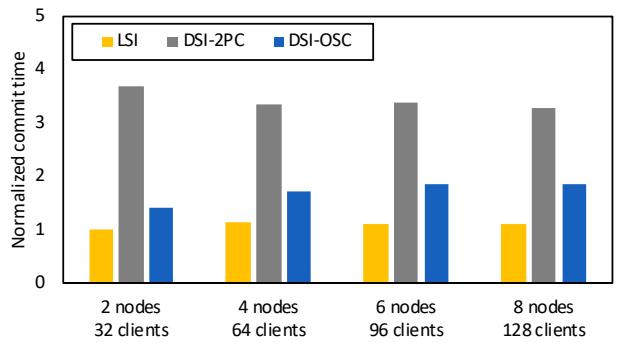 5
4
3
2
1
0
Normalized commit time
LSI DSI-2PC DSI-OSC
2 nodes 4 nodes 6 nodes 8 nodes
32 clients 64 clients 96 clients 128 clients